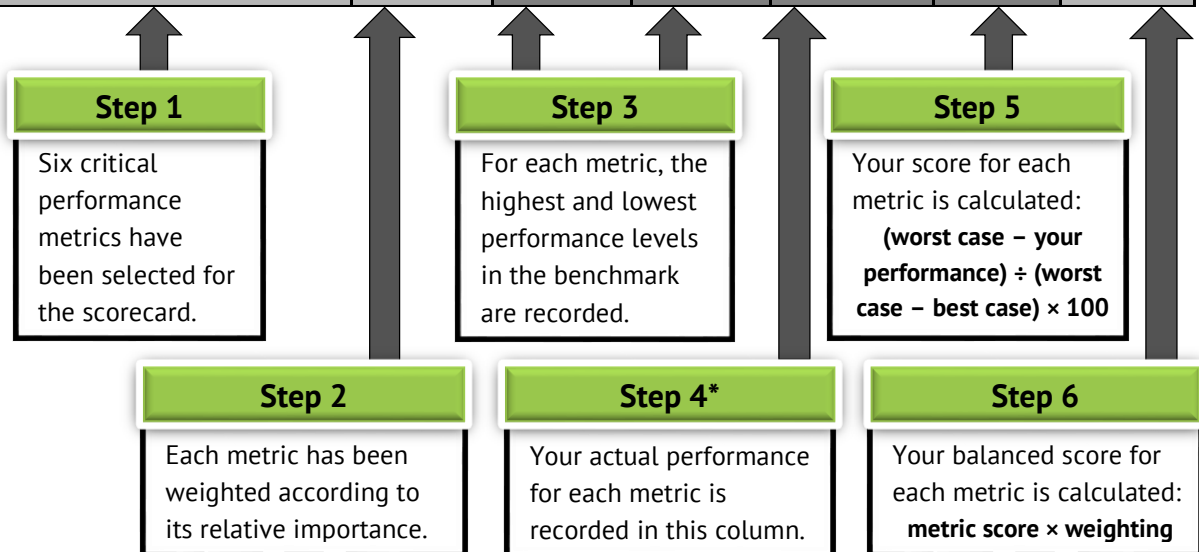 Step 1
Six critical
performance
metrics have
been selected for
the scorecard.
Step 2
Each metric has been
weighted according to
its relative importance.
Step 3
For each metric, the
highest and lowest
performance levels
in the benchmark
are recorded.
Step 4*
Your actual performance
for each metric is
recorded in this column.
Step 5
Your score for each
metric is calculated:
(worst case – your
performance) ÷ (worst
case – best case) × 100
Step 6
Your balanced score for
each metric is calculated:
metric score × weighting